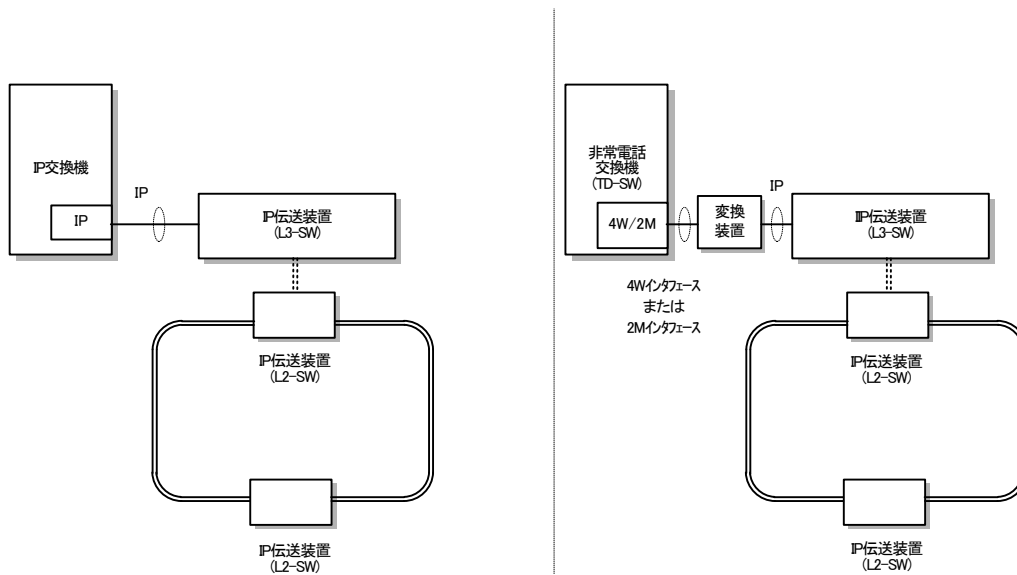 IP交換機
IP
IP
IP伝送装置
(L3-SW)
IP伝送装置
(L2-SW)
IP伝送装置
(L2-SW)
非常電話
交換機
(TD-SW)
4W/2M
変換
装置
IP
IP伝送装置
(L3-SW)
4Wインタフェース
または
2Mインタフェース
IP伝送装置
(L2-SW)
IP伝送装置
(L2-SW)